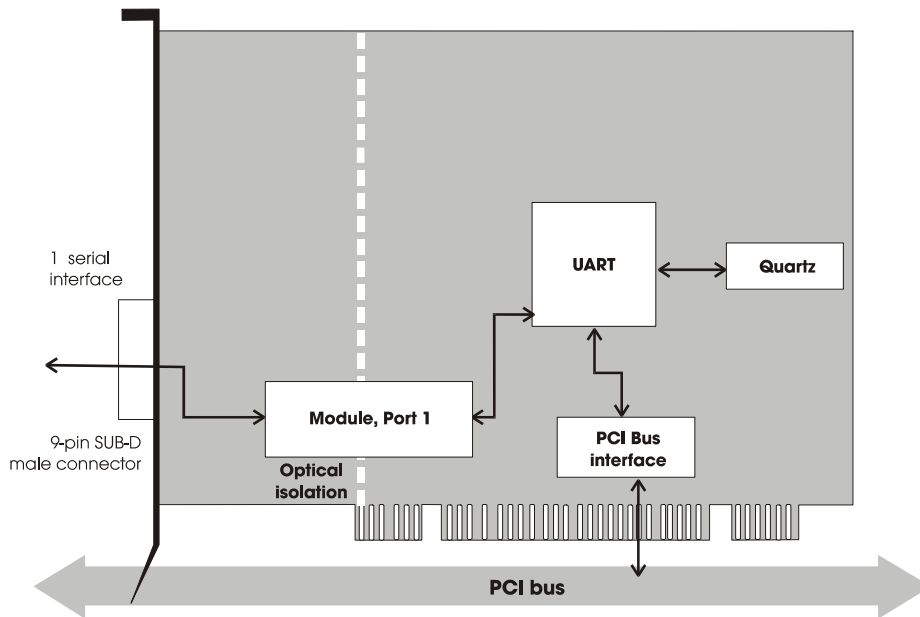 UART
Quartz
1 serial
interface
Module, Port 1
9-pin SUB-D
male connector
PCI Bus
interface
Optical
isolation
PCI bus